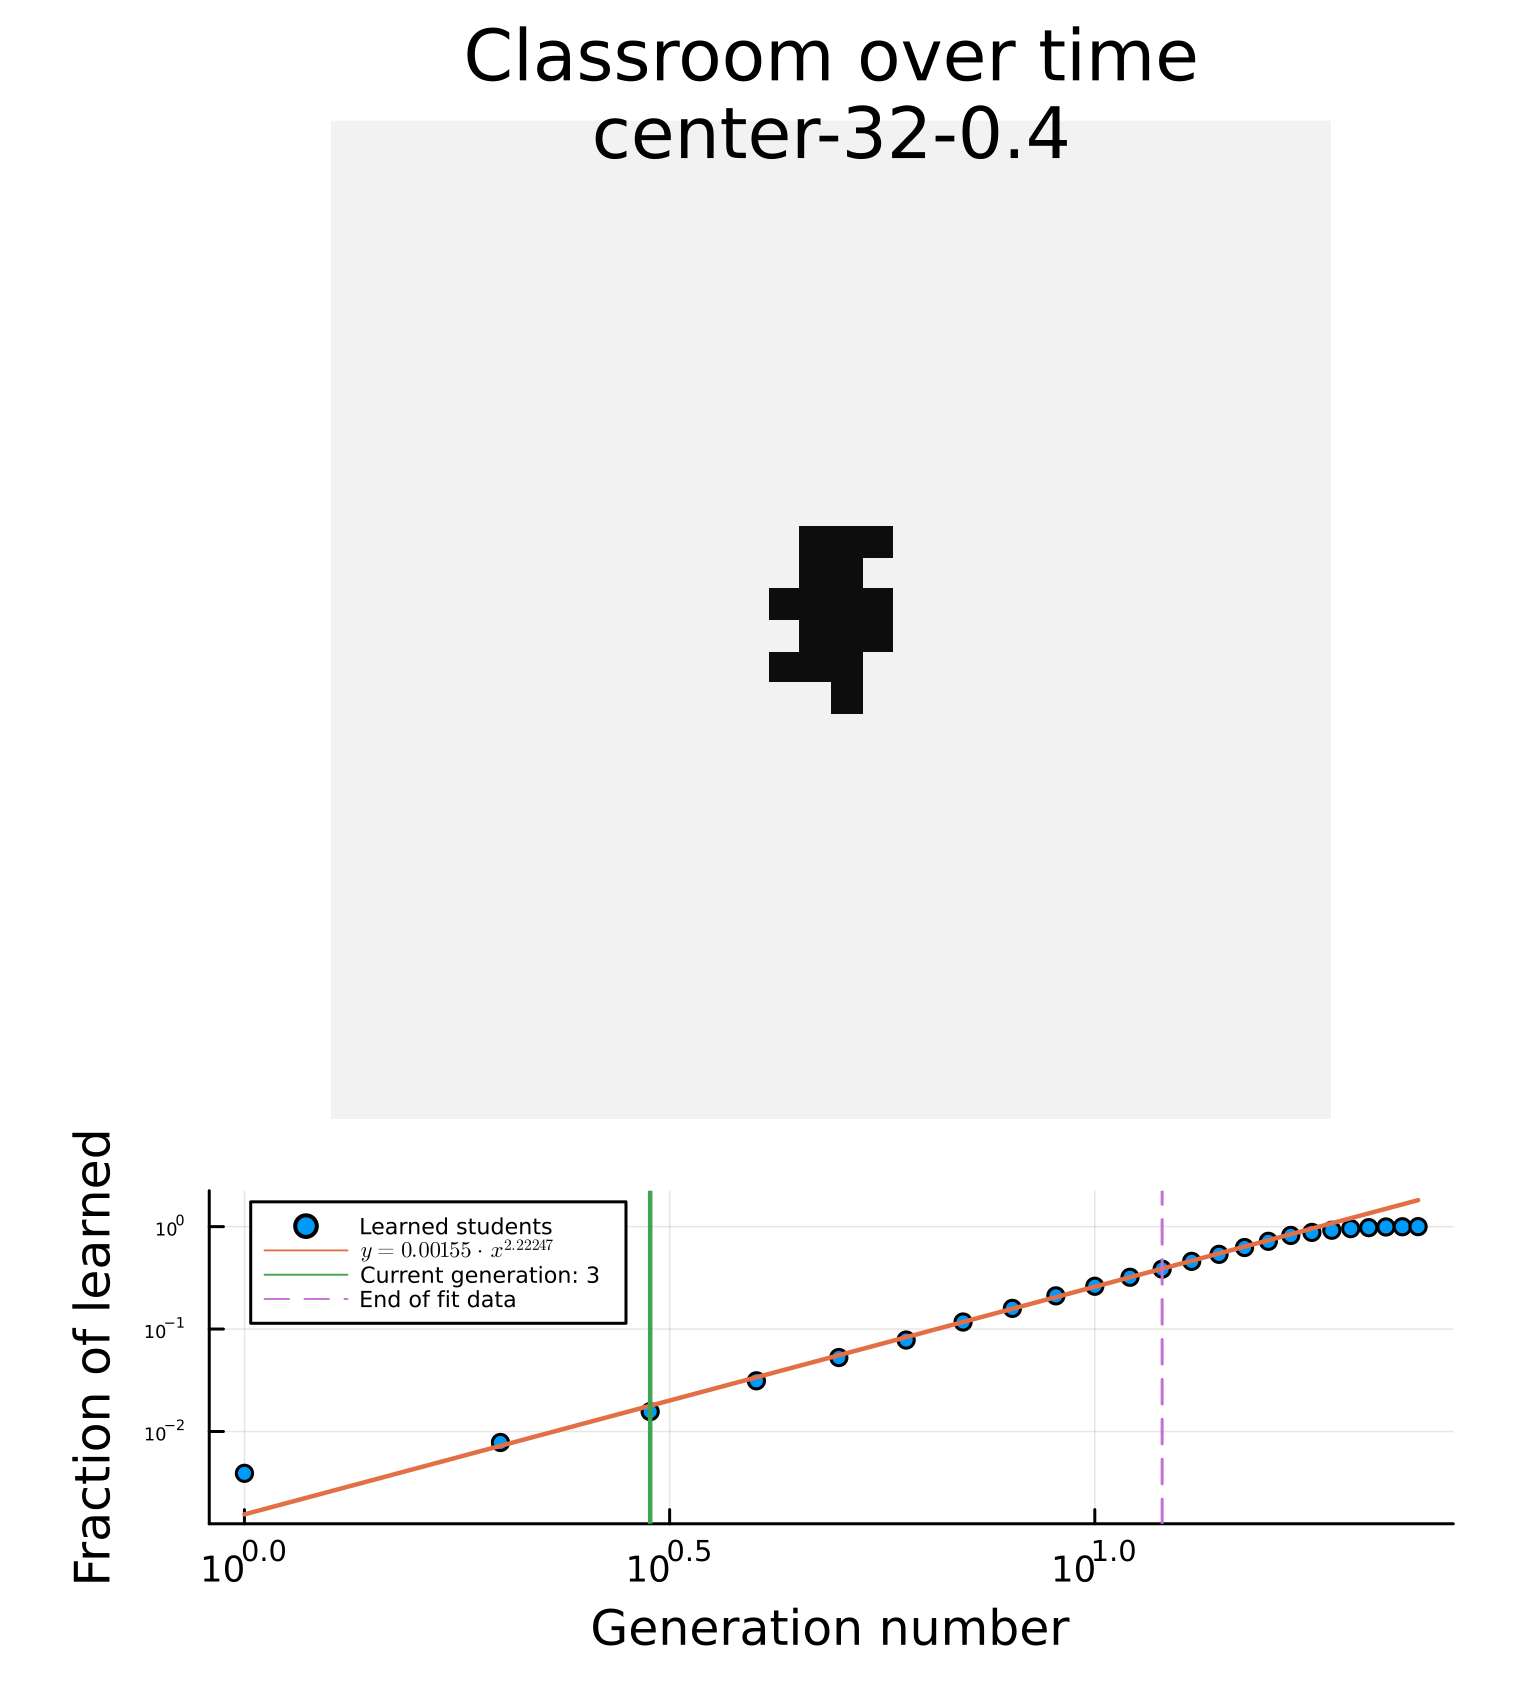 Classroom over time
center-32-0.4
Fraction of learned
10⁰
10⁻¹
10⁻²
Learned students
y = 0.00155 · x^2.22247
Current generation: 3
End of fit data
10^0.0 10^0.5 10^1.0
Generation number